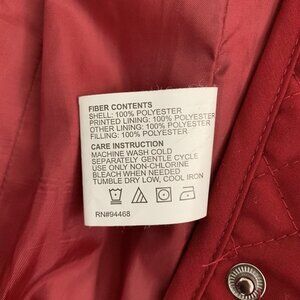 FIBER CONTENTS
SHELL: 100% POLYESTER
PRINTED LINING: 100% POLYESTER
OTHER LINING: 100% POLYESTER
FILLING: 100% POLYESTER
CARE INSTRUCTION
MACHINE WASH COLD
SEPARATELY GENTLE CYCLE
USE ONLY NON-CHLORINE
BLEACH WHEN NEEDED
TUMBLE DRY LOW, COOL IRON
RN#94468